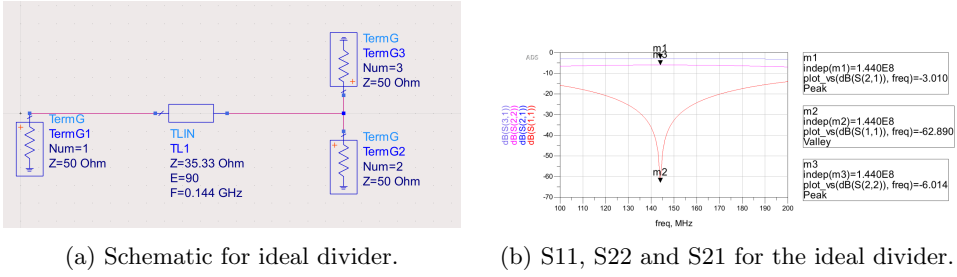 TermG
TermG3
Num=3
Z=50 Ohm
+
+
TermG
TermG1
Num=1
Z=50 Ohm
TLIN
TL1
Z=35.33 Ohm
E=90
F=0.144 GHz
+
TermG
TermG2
Num=2
Z=50 Ohm
(a) Schematic for ideal divider.
ADS
dB(S(3,1))
dB(S(2,2))
dB(S(2,1))
dB(S(1,1))
0
-10
-20
-30
-40
-50
-60
-70
m1
m3
m2
100 110 120 130 140 150 160 170 180 190 200
freq, MHz
m1
indep(m1)=1.440E8
plot_vs(dB(S(2,1)), freq)=-3.010
Peak
m2
indep(m2)=1.440E8
plot_vs(dB(S(1,1)), freq)=-62.890
Valley
m3
indep(m3)=1.440E8
plot_vs(dB(S(2,2)), freq)=-6.014
Peak
(b) S11, S22 and S21 for the ideal divider.